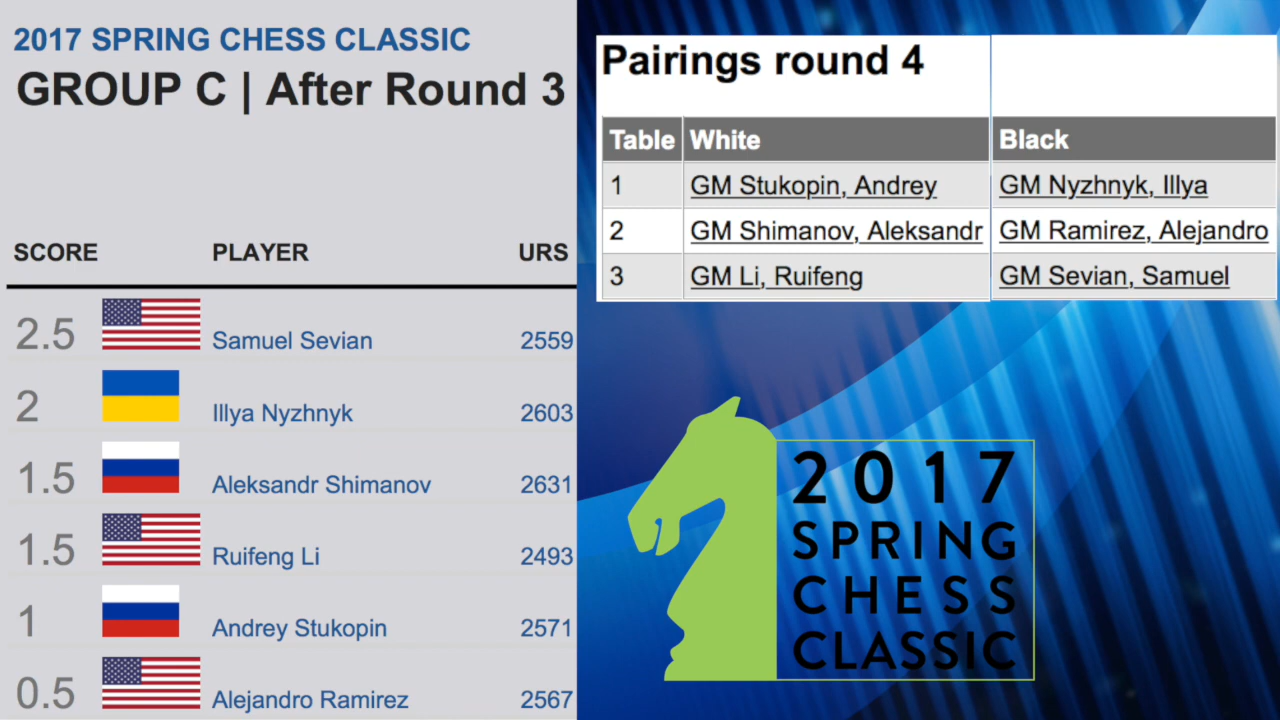 2017 SPRING CHESS CLASSIC
GROUP C | After Round 3
SCORE PLAYER URS
2.5 Samuel Sevian 2559
2 Illya Nyzhnyk 2603
1.5 Aleksandr Shimanov 2631
1.5 Ruifeng Li 2493
1 Andrey Stukopin 2571
0.5 Alejandro Ramirez 2567
Pairings round 4
Table White Black
1 GM Stukopin, Andrey GM Nyzhnyk, Illya
2 GM Shimanov, Aleksandr GM Ramirez, Alejandro
3 GM Li, Ruifeng GM Sevian, Samuel
2017
SPRING
CHESS
CLASSIC